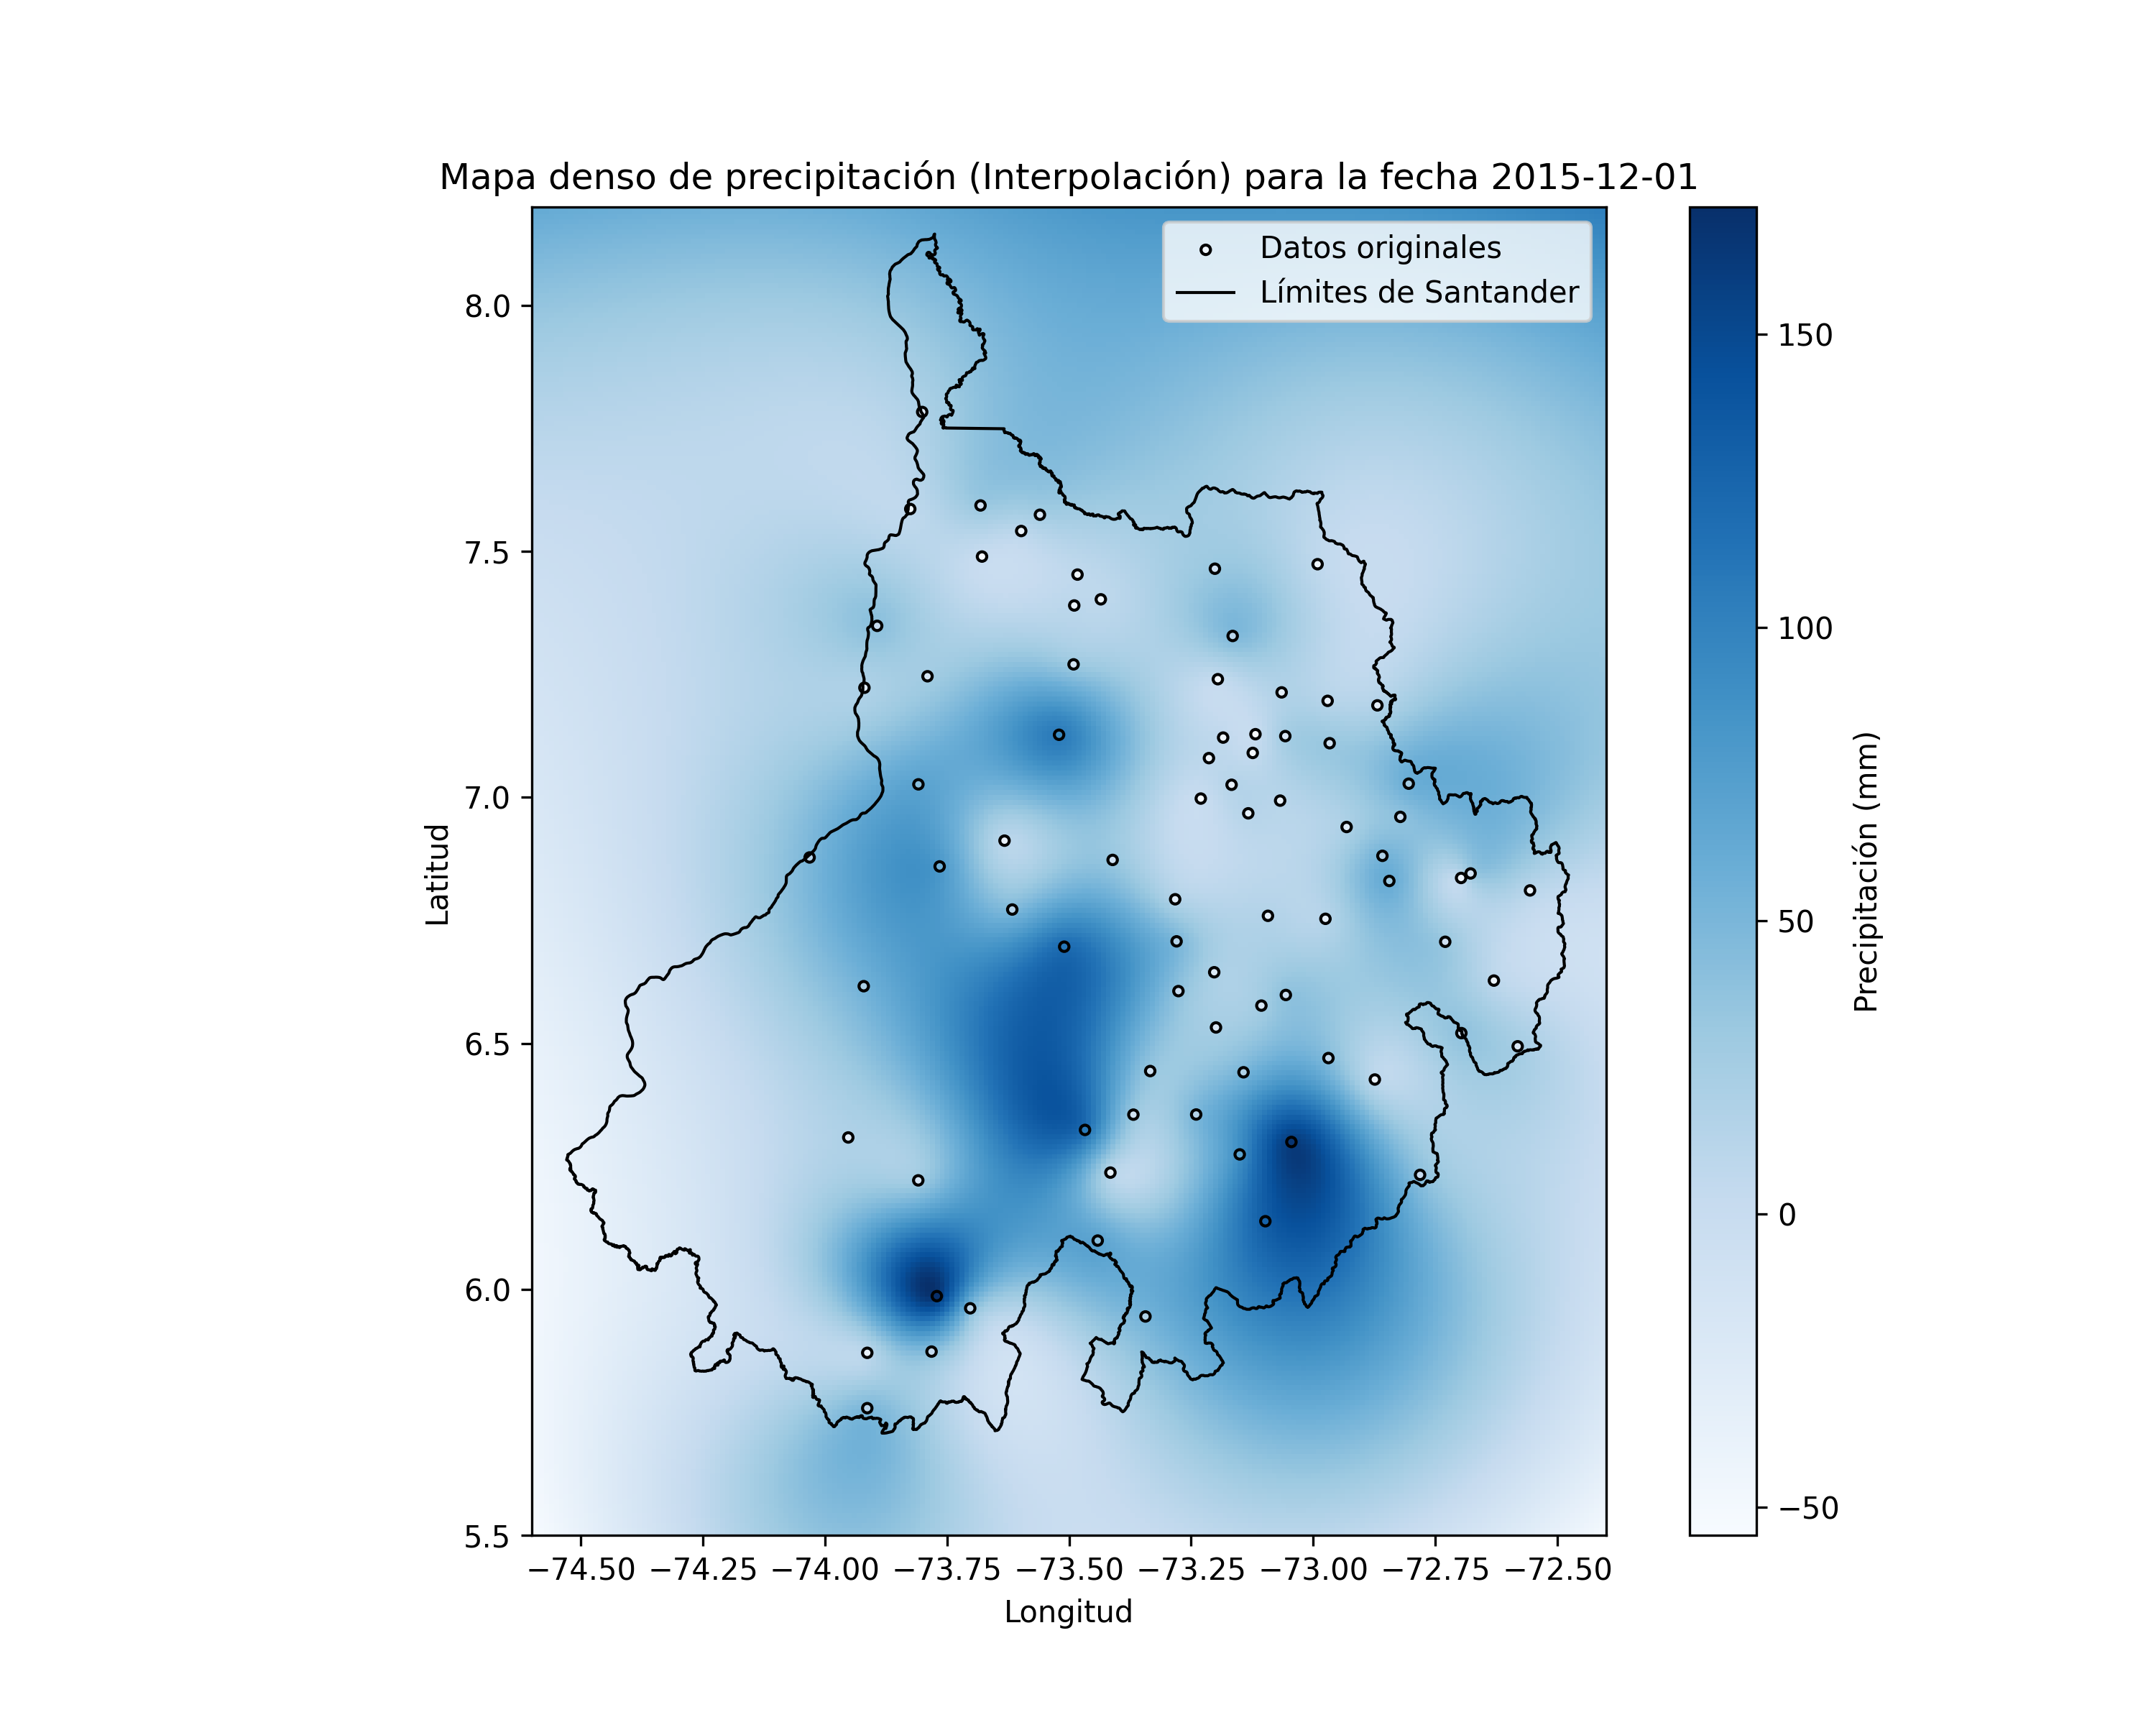 Mapa denso de precipitación (Interpolación) para la fecha 2015-12-01
Datos originales
Límites de Santander
8.0
7.5
7.0
6.5
6.0
5.5
Latitud
−74.50 −74.25 −74.00 −73.75 −73.50 −73.25 −73.00 −72.75 −72.50
Longitud
150
100
50
0
−50
Precipitación (mm)